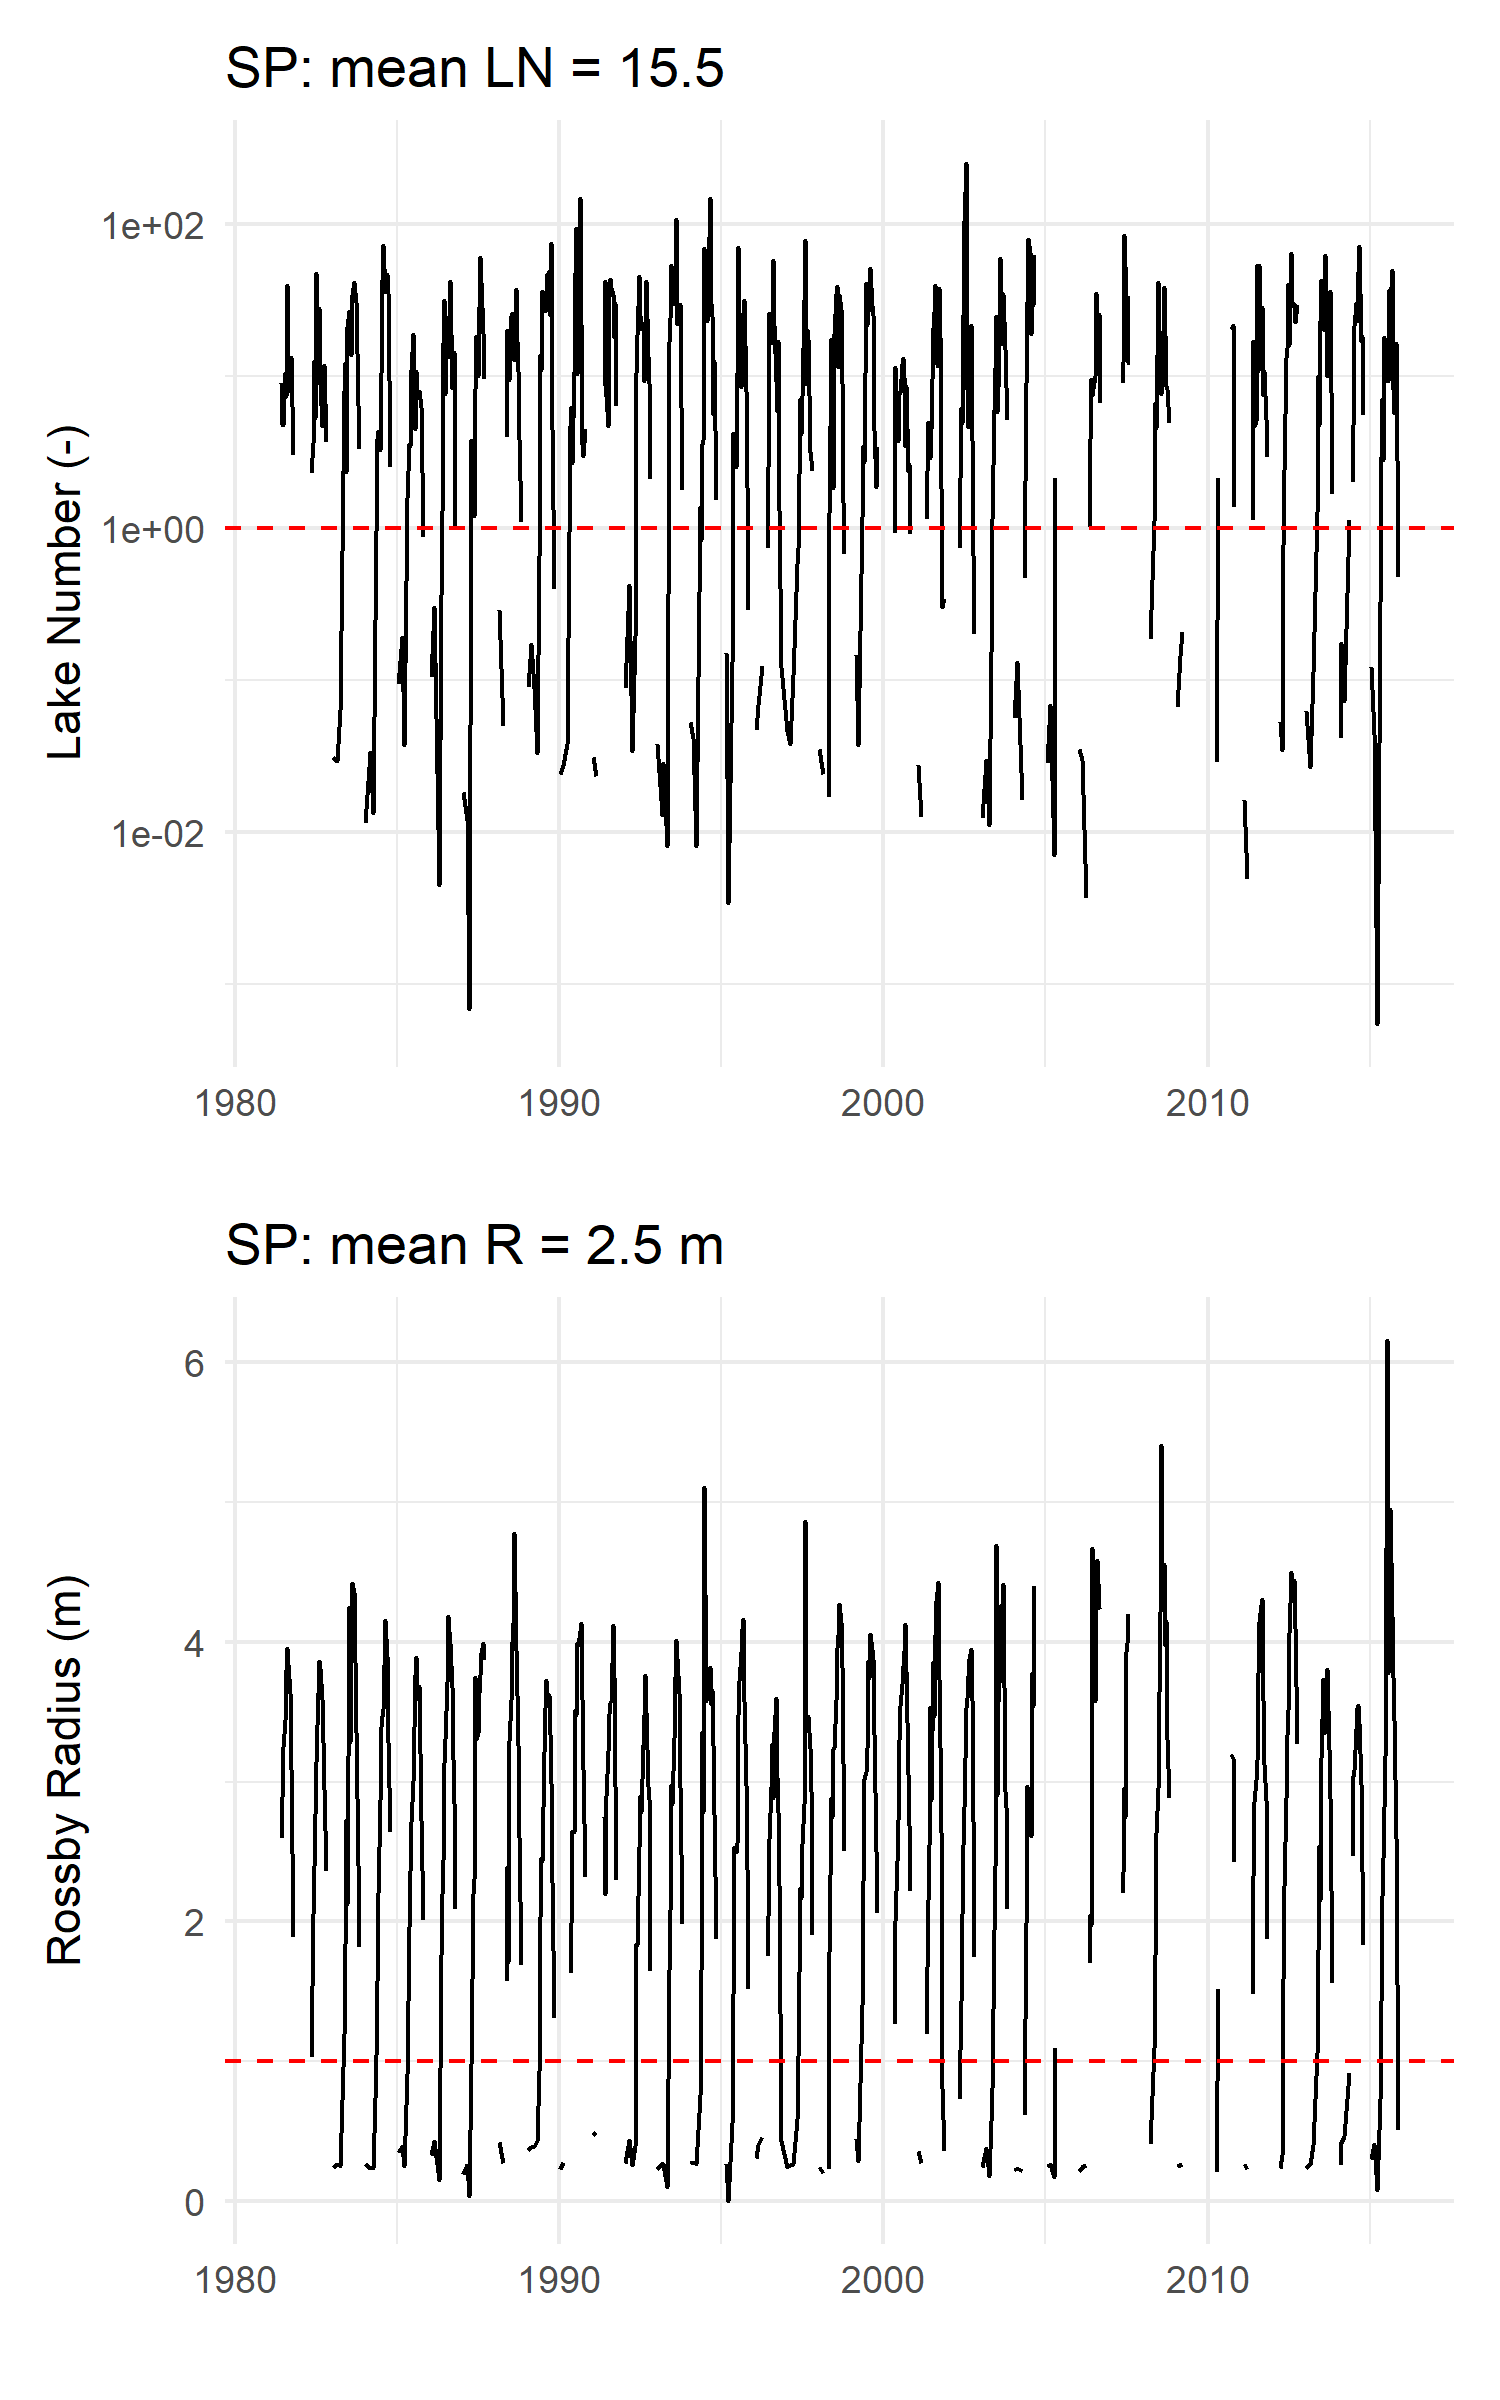 SP: mean LN = 15.5
Lake Number (-)
1e+02
1e+00
1e-02
1980 1990 2000 2010
SP: mean R = 2.5 m
Rossby Radius (m)
6
4
2
0
1980 1990 2000 2010